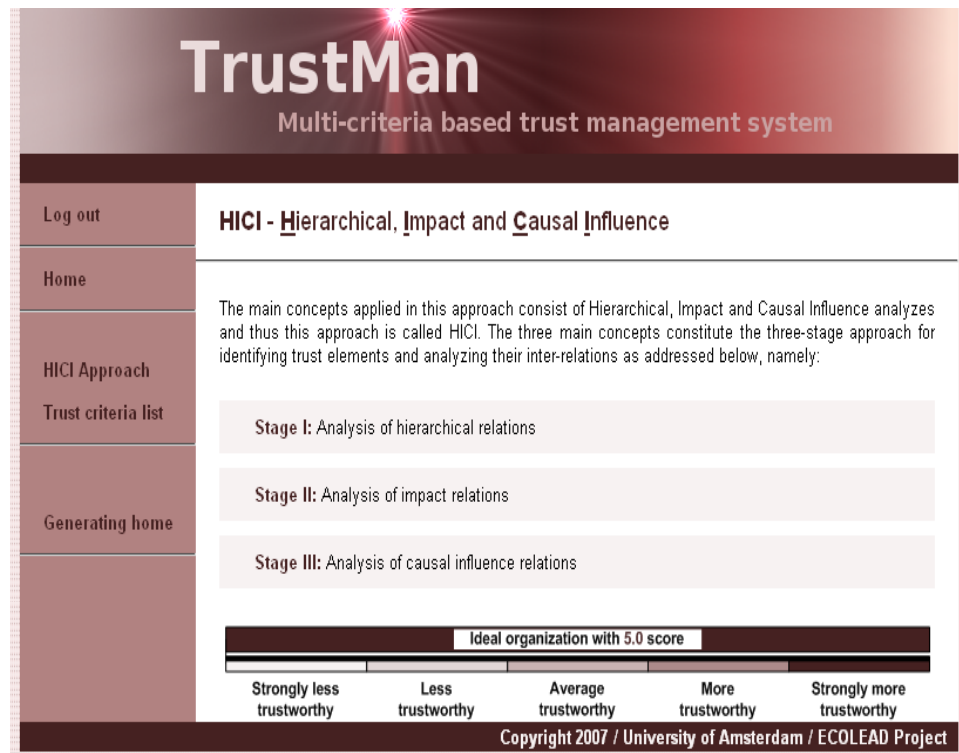 TrustMan
Multi-criteria based trust management system
Log out
Home
HICI Approach
Trust criteria list
Generating home
HICI - Hierarchical, Impact and Causal Influence
The main concepts applied in this approach consist of Hierarchical, Impact and Causal Influence analyzes
and thus this approach is called HICI. The three main concepts constitute the three-stage approach for
identifying trust elements and analyzing their inter-relations as addressed below, namely:
Stage I: Analysis of hierarchical relations
Stage II: Analysis of impact relations
Stage III: Analysis of causal influence relations
Ideal organization with 5.0 score
Strongly less
trustworthy
Less
trustworthy
Average
trustworthy
More
trustworthy
Strongly more
trustworthy
Copyright 2007 / University of Amsterdam / ECOLEAD Project